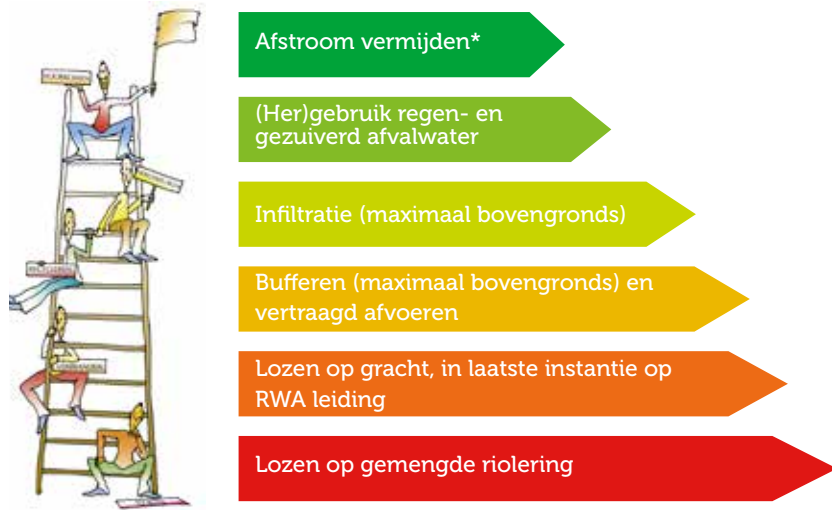 Afstroom vermijden*
(Her)gebruik regen- en
gezuiverd afvalwater
Infiltratie (maximaal bovengronds)
Bufferen (maximaal bovengronds) en
vertraagd afvoeren
Lozen op gracht, in laatste instantie op
RWA leiding
Lozen op gemengde riolering